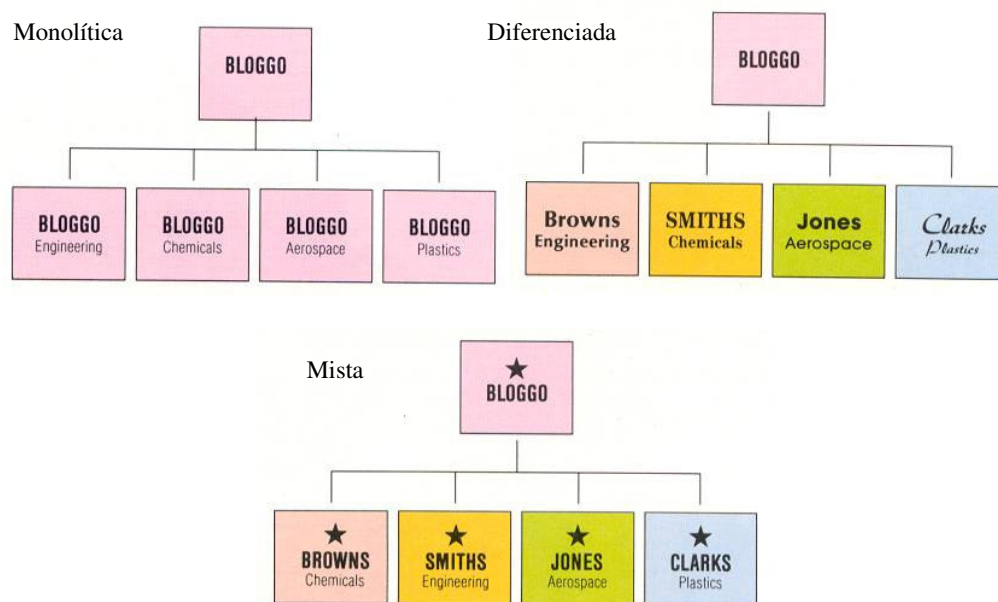 Monolítica
BLOGGO
BLOGGO
Engineering
BLOGGO
Chemicals
BLOGGO
Aerospace
BLOGGO
Plastics
Diferenciada
BLOGGO
Browns
Engineering
SMITHS
Chemicals
Jones
Aerospace
Clarks
Plastics
Mista
★
BLOGGO
★
BROWNS
Chemicals
★
SMITHS
Engineering
★
JONES
Aerospace
★
CLARKS
Plastics